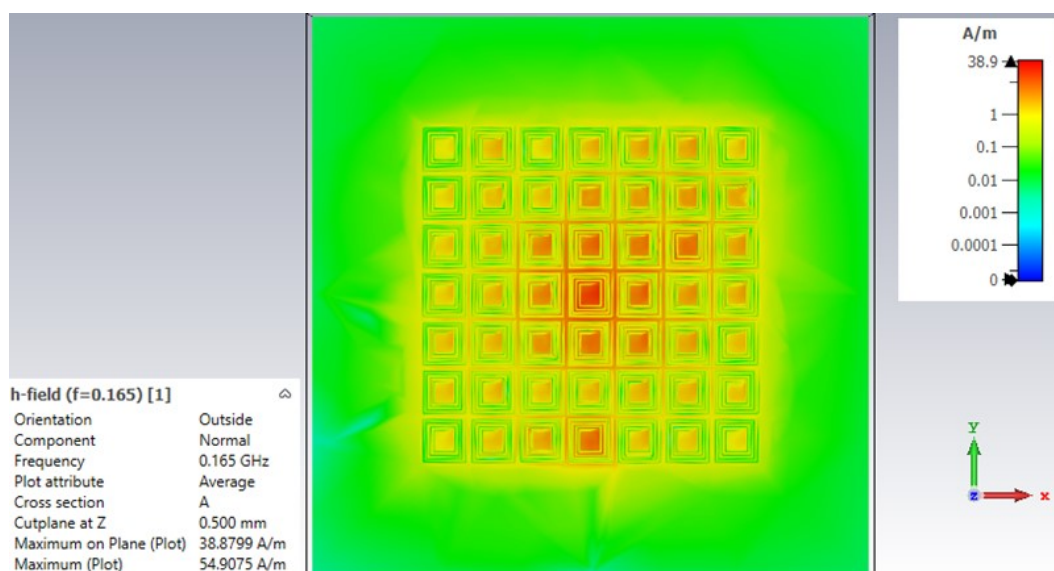 A/m
38.9
1
0.1
0.01
0.001
0.0001
0
h-field (f=0.165) [1]
Orientation Outside
Component Normal
Frequency 0.165 GHz
Plot attribute Average
Cross section A
Cutplane at Z 0.500 mm
Maximum on Plane (Plot) 38.8799 A/m
Maximum (Plot) 54.9075 A/m
Y
z x